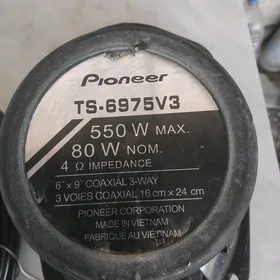 Pioneer
TS-6975V3
550 W MAX.
80 W NOM.
4 Ω IMPEDANCE
6" x 9" COAXIAL 3-WAY
3 VOIES COAXIAL 16 cm x 24 cm
PIONEER CORPORATION
MADE IN VIETNAM
FABRIQUE AU VIETNAM